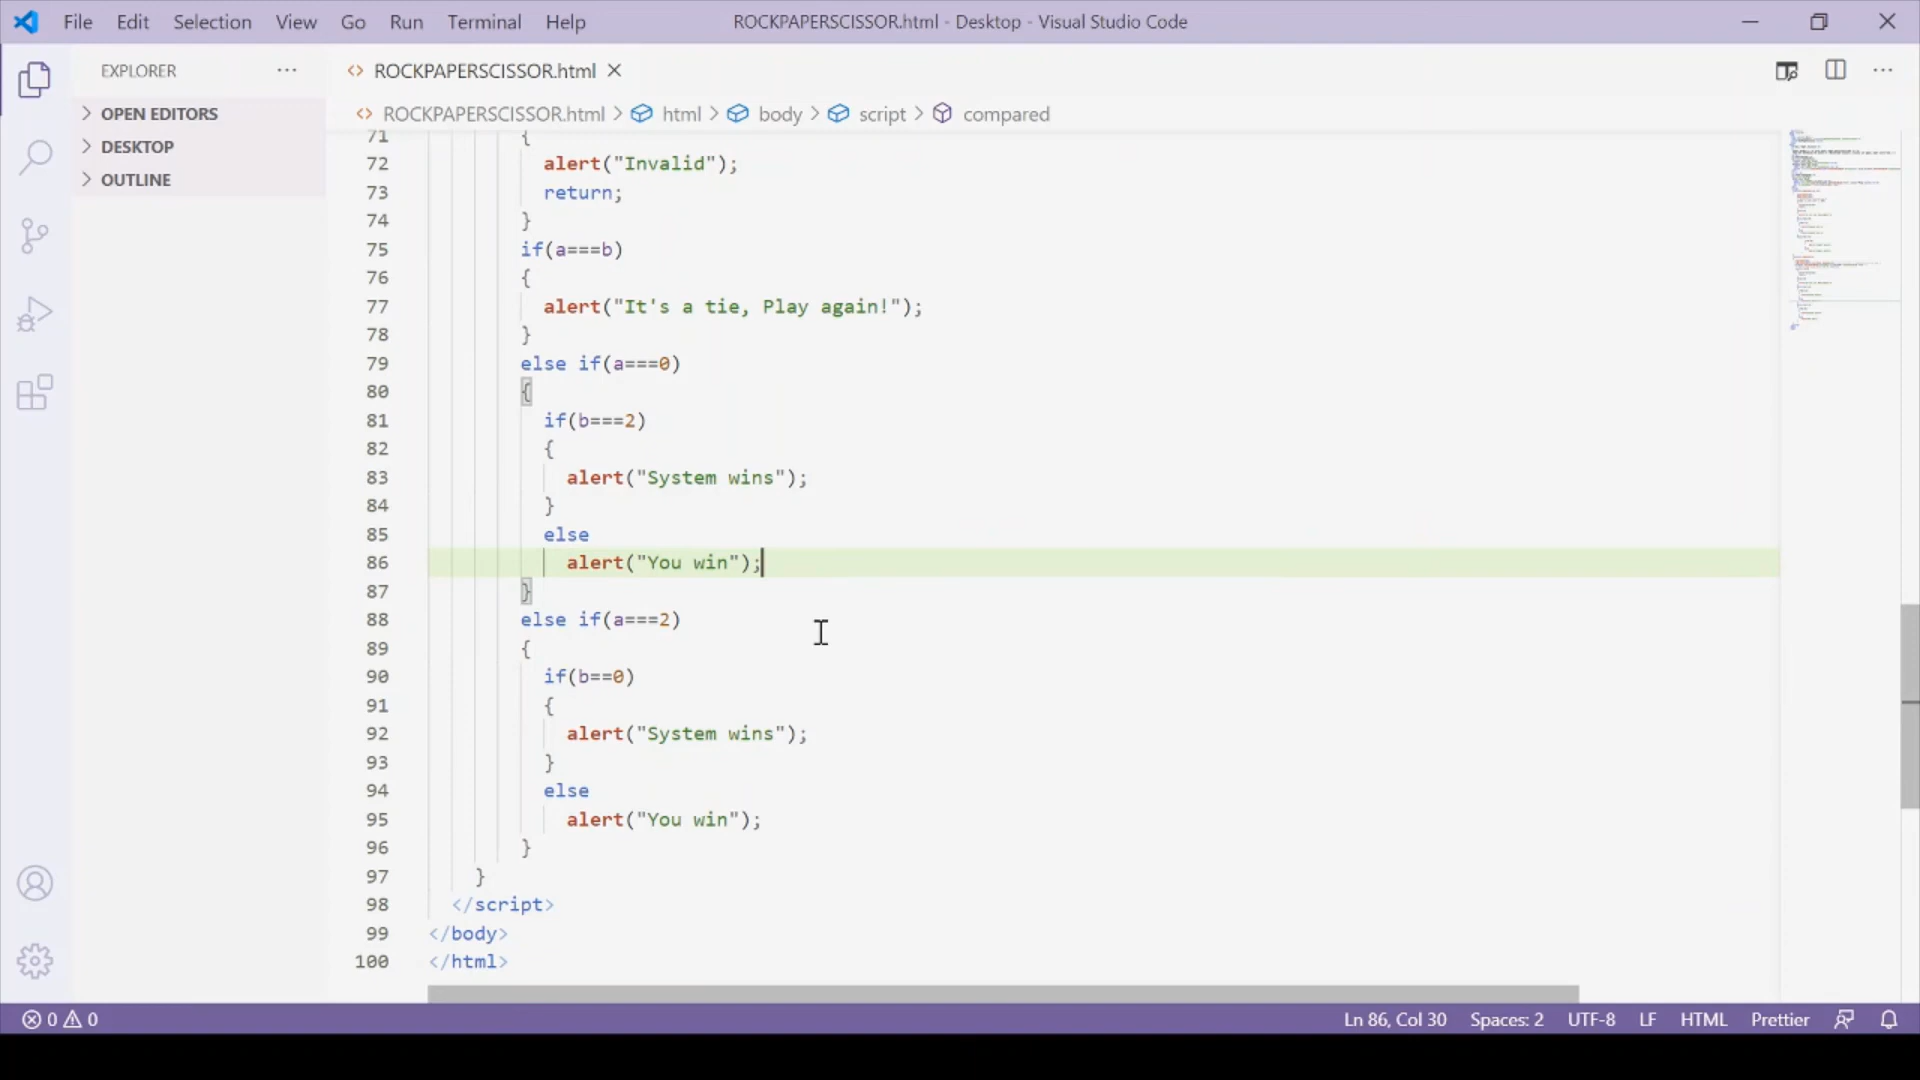 File Edit Selection View Go Run Terminal Help ROCKPAPERSCISSOR.html - Desktop - Visual Studio Code
EXPLORER ··· <> ROCKPAPERSCISSOR.html ×
OPEN EDITORS
DESKTOP
OUTLINE
<> ROCKPAPERSCISSOR.html > html > body > script > compared
71 {
72 alert("Invalid");
73 return;
74 }
75 if(a===b)
76 {
77 alert("It's a tie, Play again!");
78 }
79 else if(a===0)
80 {
81 if(b===2)
82 {
83 alert("System wins");
84 }
85 else
86 alert("You win");
87 }
88 else if(a===2)
89 {
90 if(b==0)
91 {
92 alert("System wins");
93 }
94 else
95 alert("You win");
96 }
97 }
98 </script>
99 </body>
100 </html>
0 0 Ln 86, Col 30 Spaces: 2 UTF-8 LF HTML Prettier